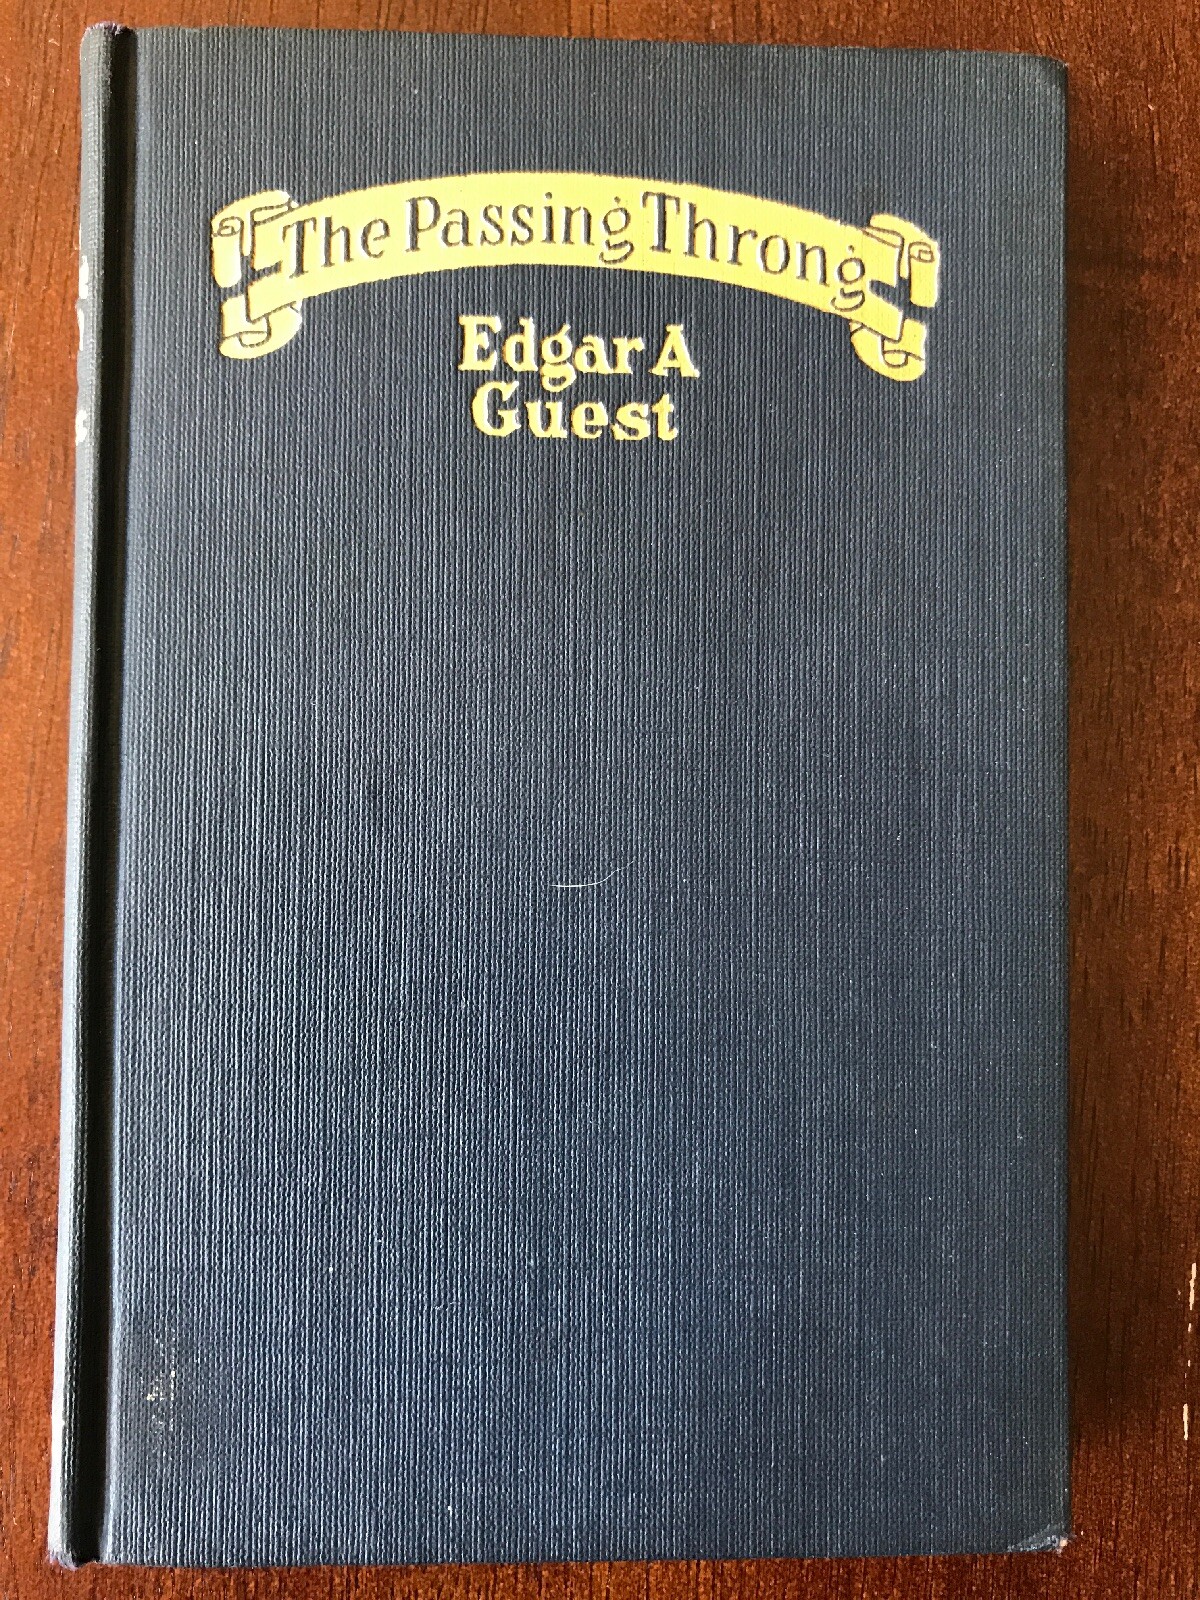 The Passing Throng
Edgar A
Guest